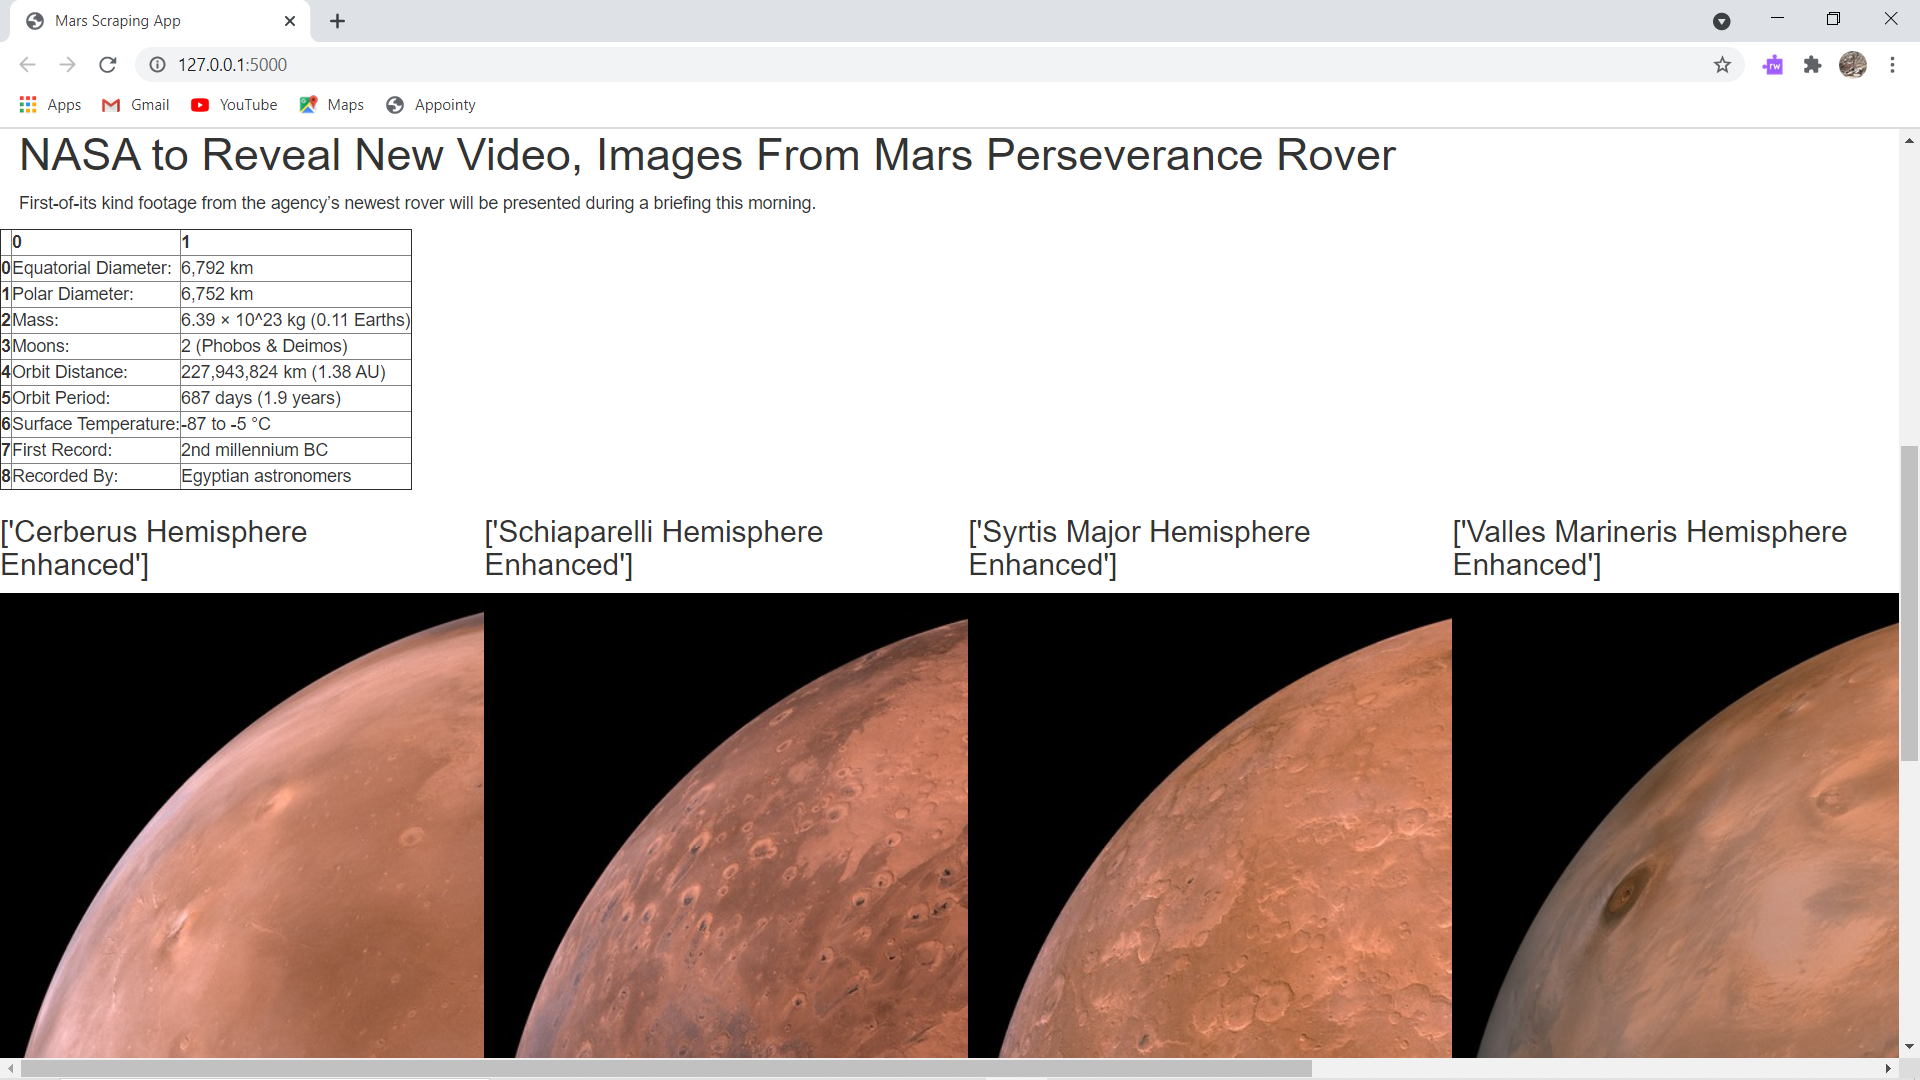 Mars Scraping App
127.0.0.1:5000
rw
Apps Gmail YouTube Maps Appointy
NASA to Reveal New Video, Images From Mars Perseverance Rover
First-of-its kind footage from the agency’s newest rover will be presented during a briefing this morning.
0 1
0 Equatorial Diameter: 6,792 km
1 Polar Diameter: 6,752 km
2 Mass: 6.39 × 10^23 kg (0.11 Earths)
3 Moons: 2 (Phobos & Deimos)
4 Orbit Distance: 227,943,824 km (1.38 AU)
5 Orbit Period: 687 days (1.9 years)
6 Surface Temperature: -87 to -5 °C
7 First Record: 2nd millennium BC
8 Recorded By: Egyptian astronomers
['Cerberus Hemisphere
Enhanced']
['Schiaparelli Hemisphere
Enhanced']
['Syrtis Major Hemisphere
Enhanced']
['Valles Marineris Hemisphere
Enhanced']